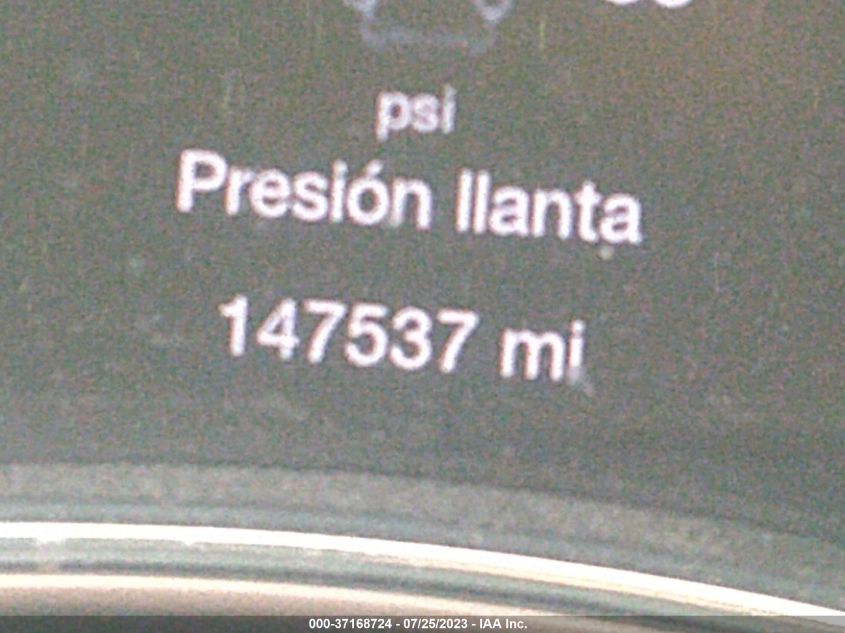 psi
Presión llanta
147537 mi
000-37168724 - 07/25/2023 - IAA Inc.